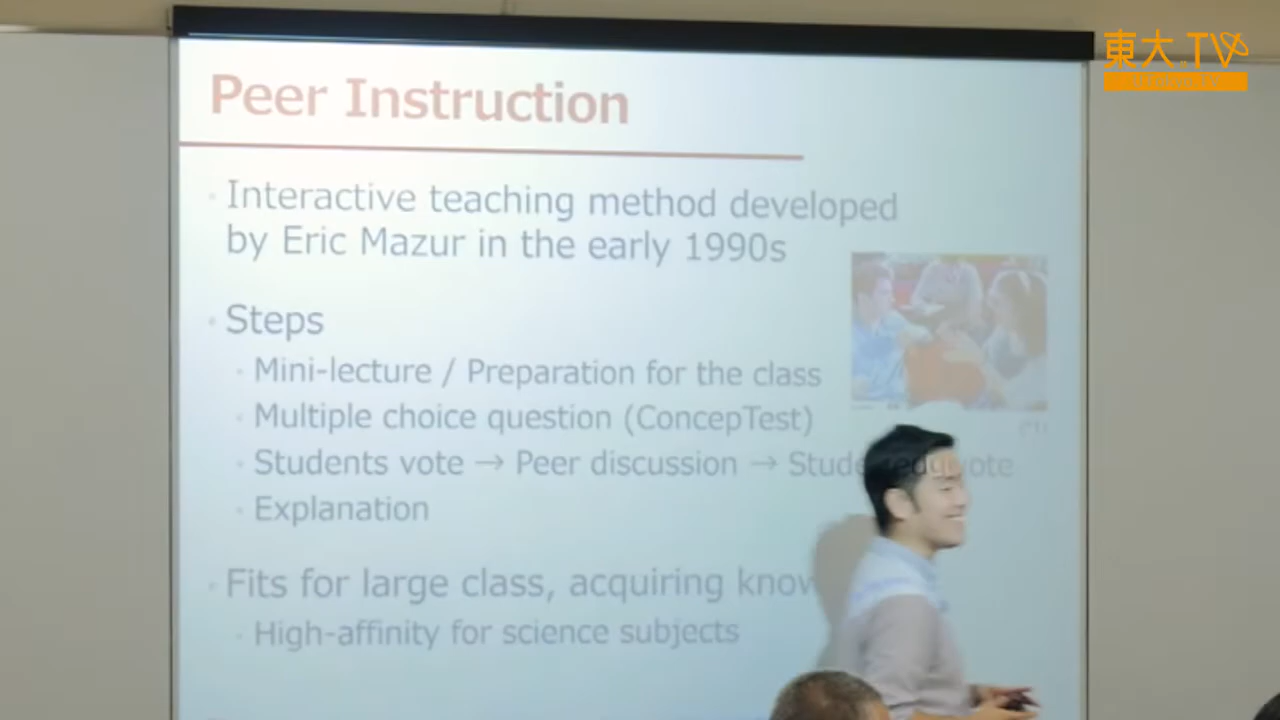 東大.TV
Peer Instruction
Interactive teaching method developed
by Eric Mazur in the early 1990s
Steps
Mini-lecture / Preparation for the class
Multiple choice question (ConcepTest)
Students vote → Peer discussion →
Explanation
Fits for large class, acquiring
High-affinity for science subjects